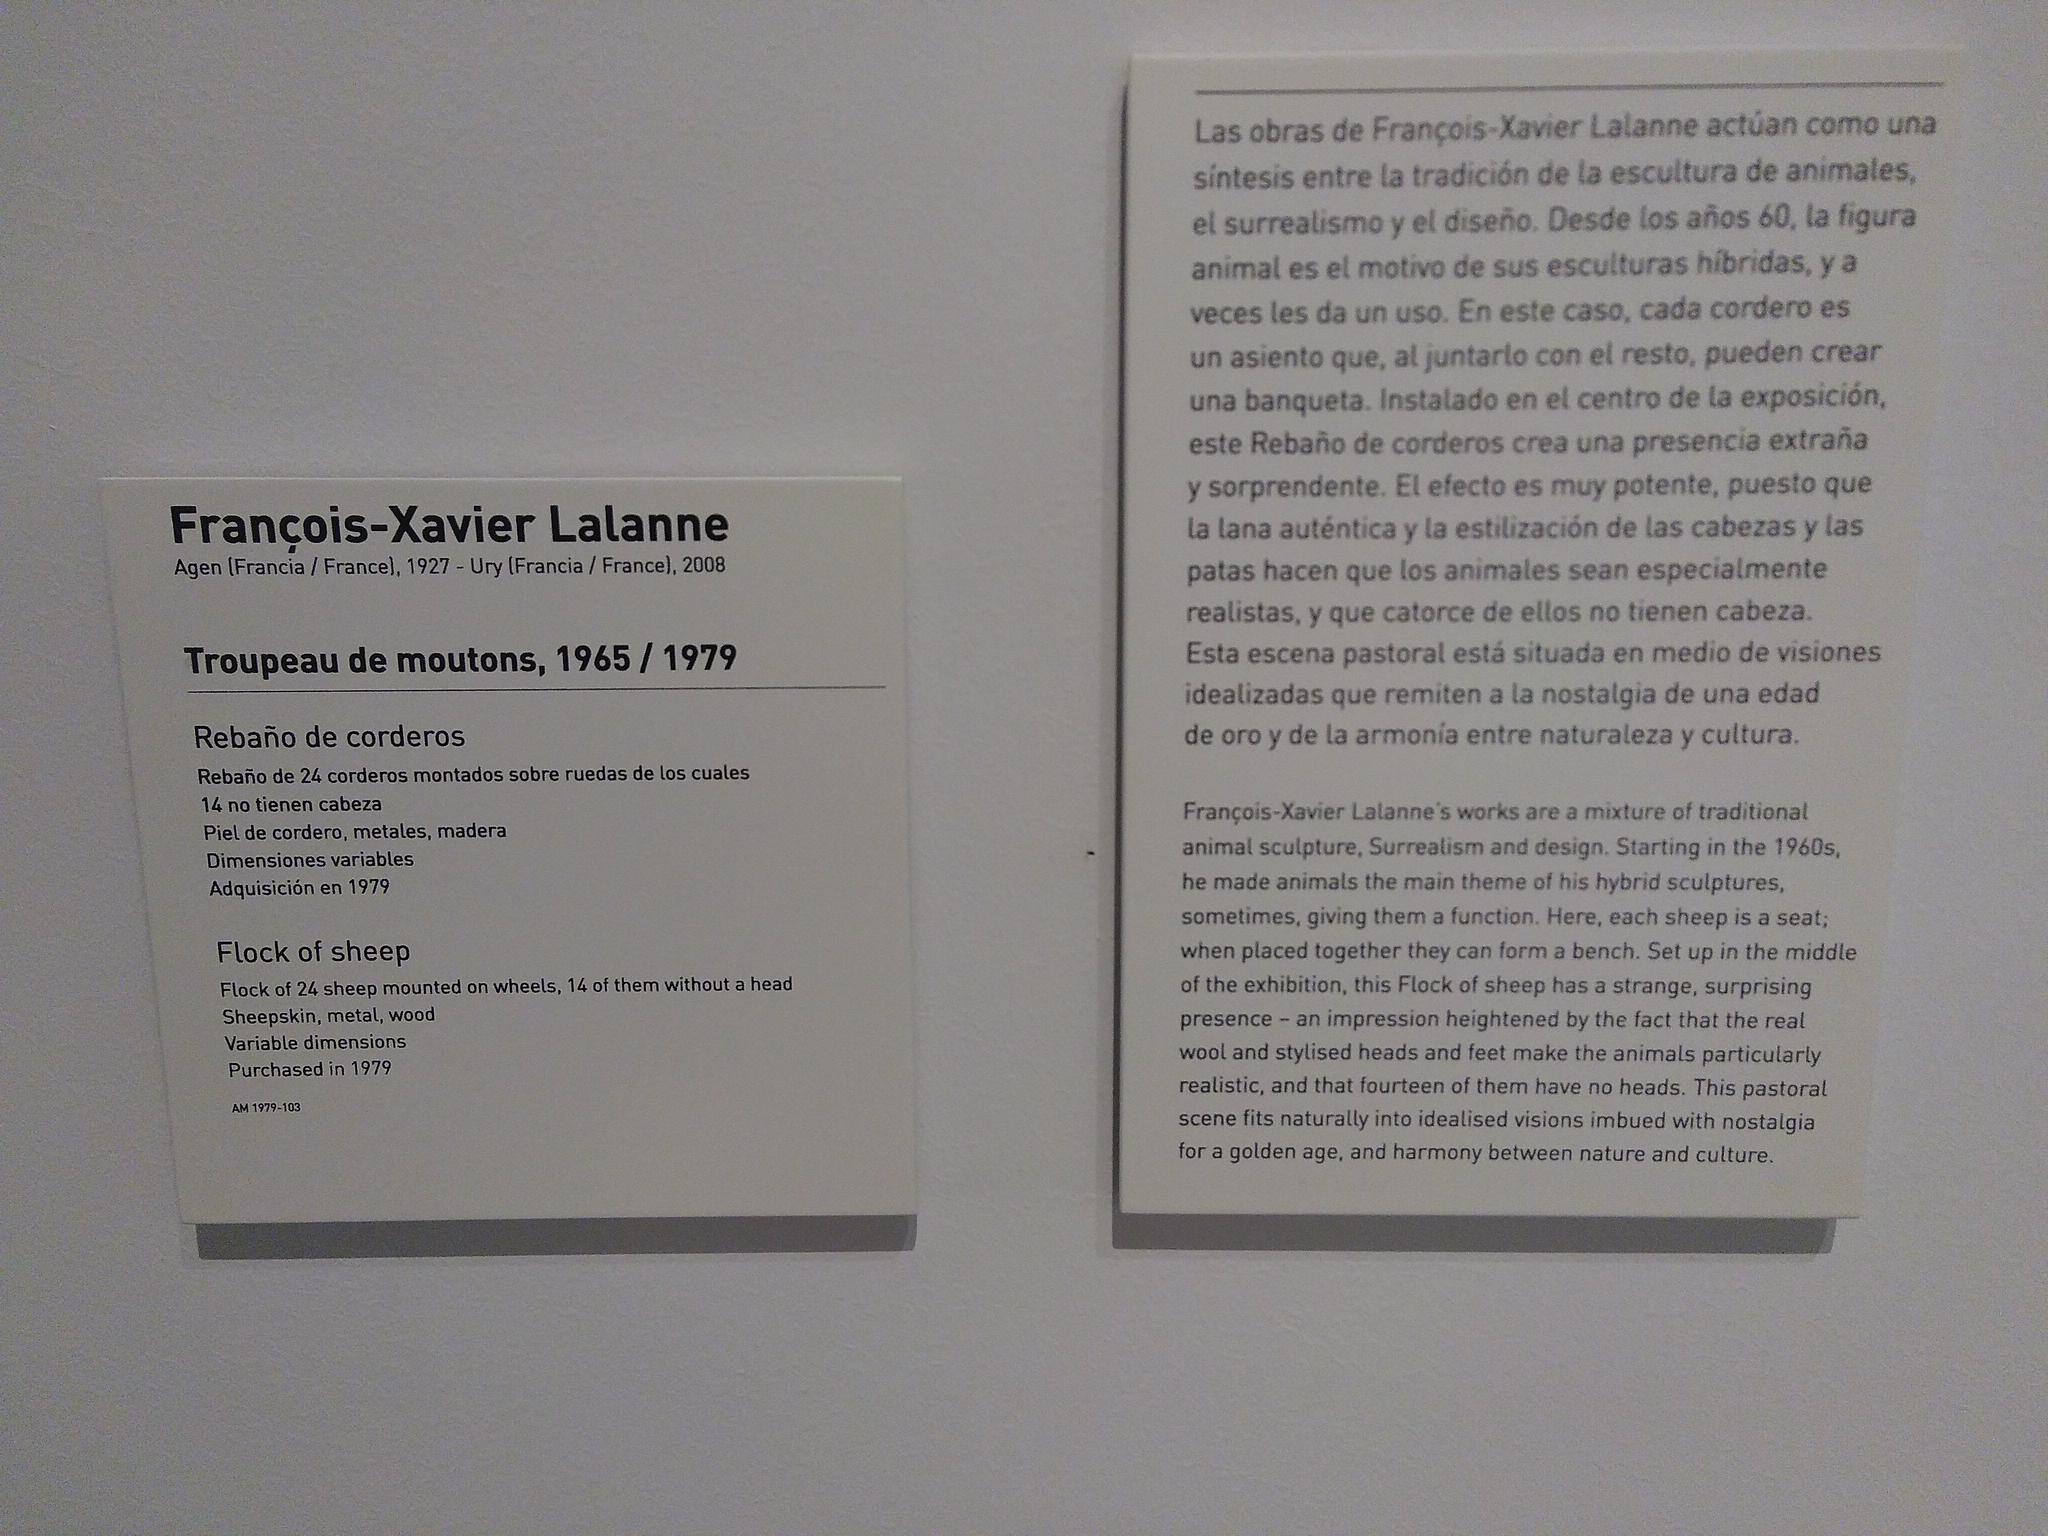 François-Xavier Lalanne
Agen (Francia / France), 1927 - Ury (Francia / France), 2008
Troupeau de moutons, 1965 / 1979
Rebaño de corderos
Rebaño de 24 corderos montados sobre ruedas de los cuales
14 no tienen cabeza
Piel de cordero, metales, madera
Dimensiones variables
Adquisición en 1979
Flock of sheep
Flock of 24 sheep mounted on wheels, 14 of them without a head
Sheepskin, metal, wood
Variable dimensions
Purchased in 1979
AM 1979-103
Las obras de François-Xavier Lalanne actúan como una
síntesis entre la tradición de la escultura de animales,
el surrealismo y el diseño. Desde los años 60, la figura
animal es el motivo de sus esculturas híbridas, y a
veces les da un uso. En este caso, cada cordero es
un asiento que, al juntarlo con el resto, pueden crear
una banqueta. Instalado en el centro de la exposición,
este Rebaño de corderos crea una presencia extraña
y sorprendente. El efecto es muy potente, puesto que
la lana auténtica y la estilización de las cabezas y las
patas hacen que los animales sean especialmente
realistas, y que catorce de ellos no tienen cabeza.
Esta escena pastoral está situada en medio de visiones
idealizadas que remiten a la nostalgia de una edad
de oro y de la armonía entre naturaleza y cultura.
François-Xavier Lalanne's works are a mixture of traditional
animal sculpture, Surrealism and design. Starting in the 1960s,
he made animals the main theme of his hybrid sculptures,
sometimes, giving them a function. Here, each sheep is a seat;
when placed together they can form a bench. Set up in the middle
of the exhibition, this Flock of sheep has a strange, surprising
presence – an impression heightened by the fact that the real
wool and stylised heads and feet make the animals particularly
realistic, and that fourteen of them have no heads. This pastoral
scene fits naturally into idealised visions imbued with nostalgia
for a golden age, and harmony between nature and culture.